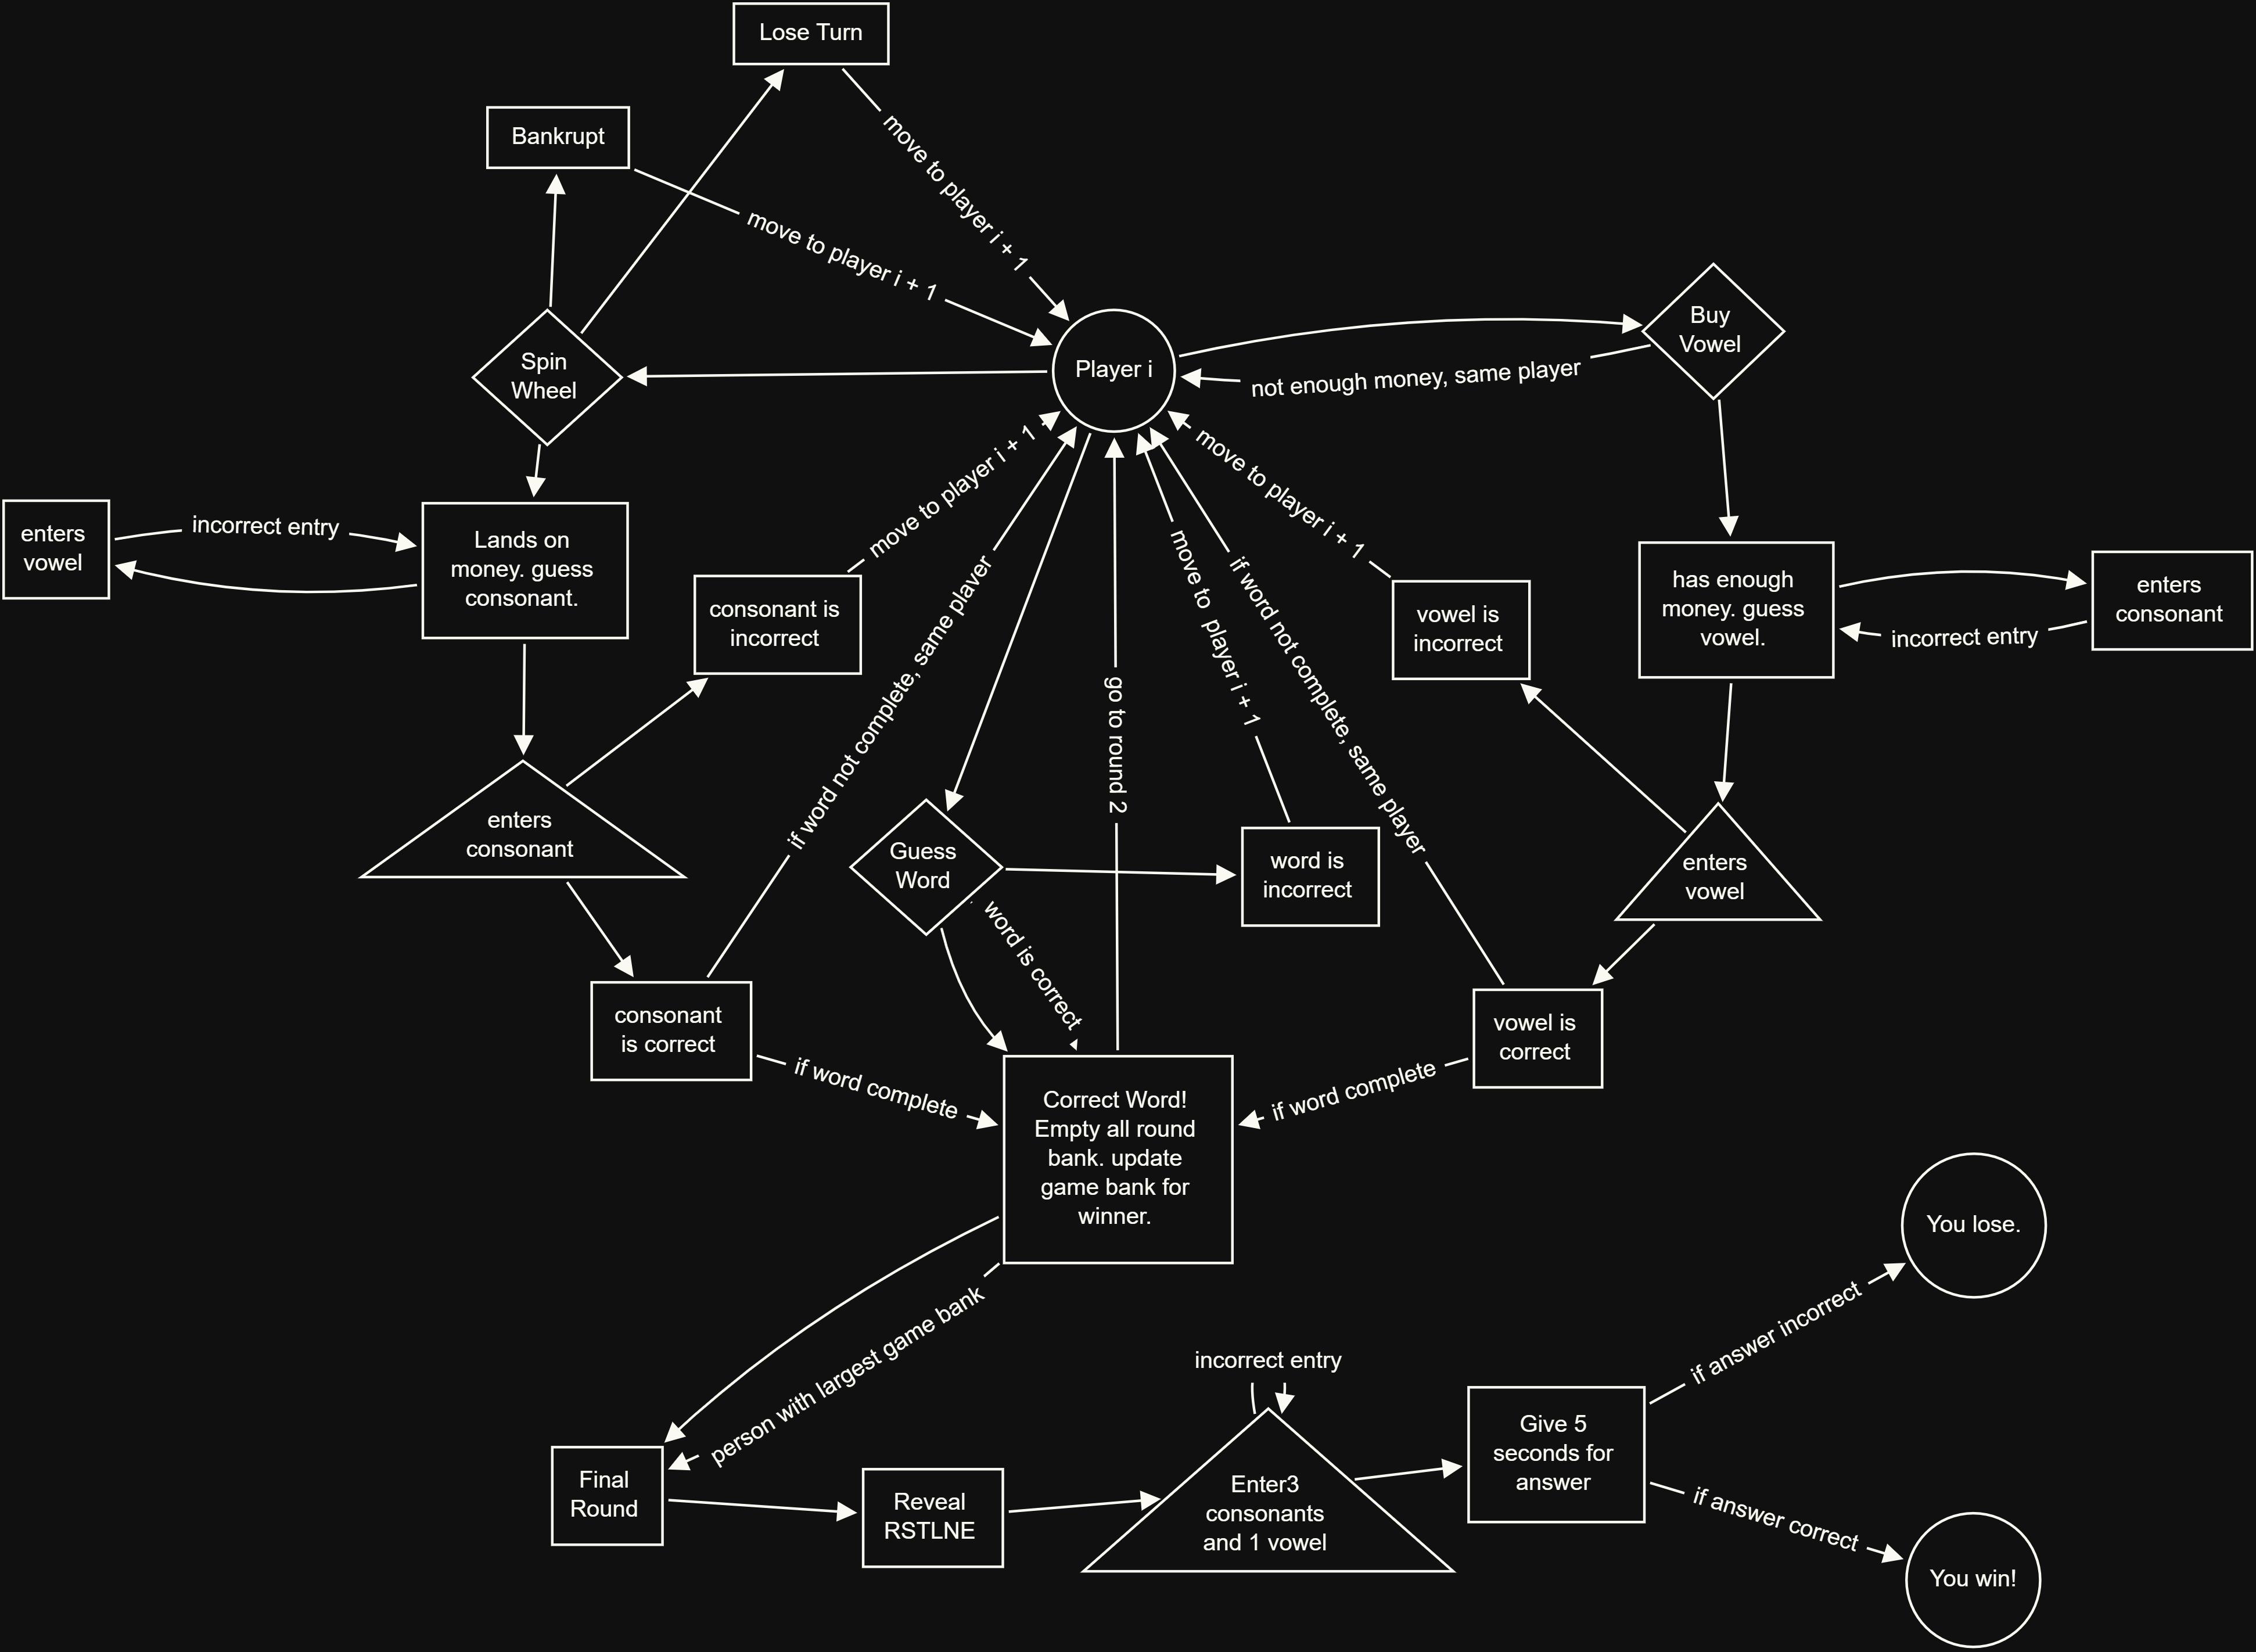 Lose Turn
Bankrupt
move to player i + 1
move to player i + 1
Buy
Vowel
Spin
Wheel
Player i
not enough money, same player
enters
vowel
incorrect entry
Lands on
money. guess
consonant.
move to player i + 1
move to player i + 1
consonant is
incorrect
if word not complete, same player
move to player i + 1
if word not complete, same player
vowel is
incorrect
has enough
money. guess
vowel.
enters
consonant
incorrect entry
go to round 2
enters
consonant
Guess
Word
word is
incorrect
enters
vowel
word is correct
consonant
is correct
vowel is
correct
if word complete
if word complete
Correct Word!
Empty all round
bank. update
game bank for
winner.
You lose.
person with largest game bank
incorrect entry
if answer incorrect
Final
Round
Reveal
RSTLNE
Enter3
consonants
and 1 vowel
Give 5
seconds for
answer
if answer correct
You win!